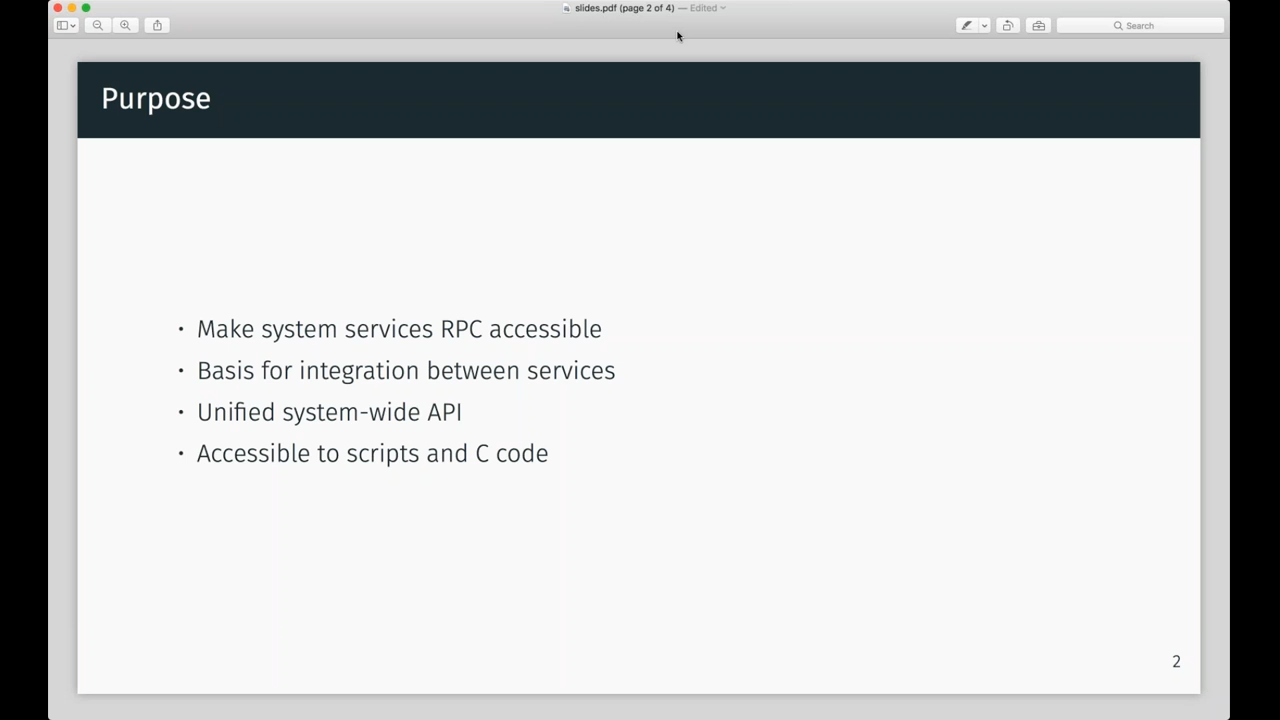 slides.pdf (page 2 of 4) — Edited
Search
Purpose
• Make system services RPC accessible
• Basis for integration between services
• Unified system-wide API
• Accessible to scripts and C code
2